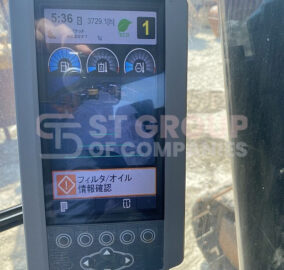 5:36 3729.1[h]
1
ST GROUP
OF COMPANIES
フィルタ/オイル
情報確認